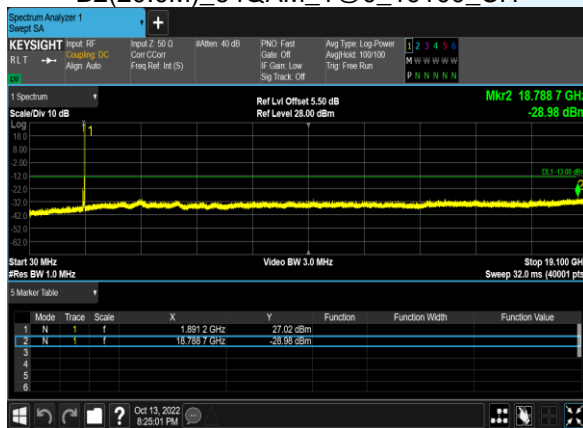 Spectrum Analyzer 1
Swept SA
+
KEYSIGHT
RLT
Input: RF
Coupling: DC
Align: Auto
Input Z: 50 Ω
Corr CCorr
Freq Ref: Int (S)
#Atten: 40 dB
PNO: Fast
Gate: Off
IF Gain: Low
Sig Track: Off
Avg Type: Log-Power
Avg|Hold: 100/100
Trig: Free Run
1 2 3 4 5 6
M W W W W W
P N N N N N
1 Spectrum
Scale/Div 10 dB
Ref Lvl Offset 5.50 dB
Ref Level 28.00 dBm
Mkr2 18.788 7 GHz
-28.98 dBm
Log
18.0
8.00
-2.00
-12.0
-22.0
-32.0
-42.0
-52.0
-62.0
1
DL1 -13.00 dBm
Start 30 MHz
#Res BW 1.0 MHz
Video BW 3.0 MHz
Stop 19.100 GHz
Sweep 32.0 ms (40001 pts)
5 Marker Table
Mode Trace Scale X Y Function Function Width Function Value
1 N 1 f 1.891 2 GHz 27.02 dBm
2 N 1 f 18.788 7 GHz -28.98 dBm
3
4
5
6
?
Oct 13, 2022
8:25:01 PM